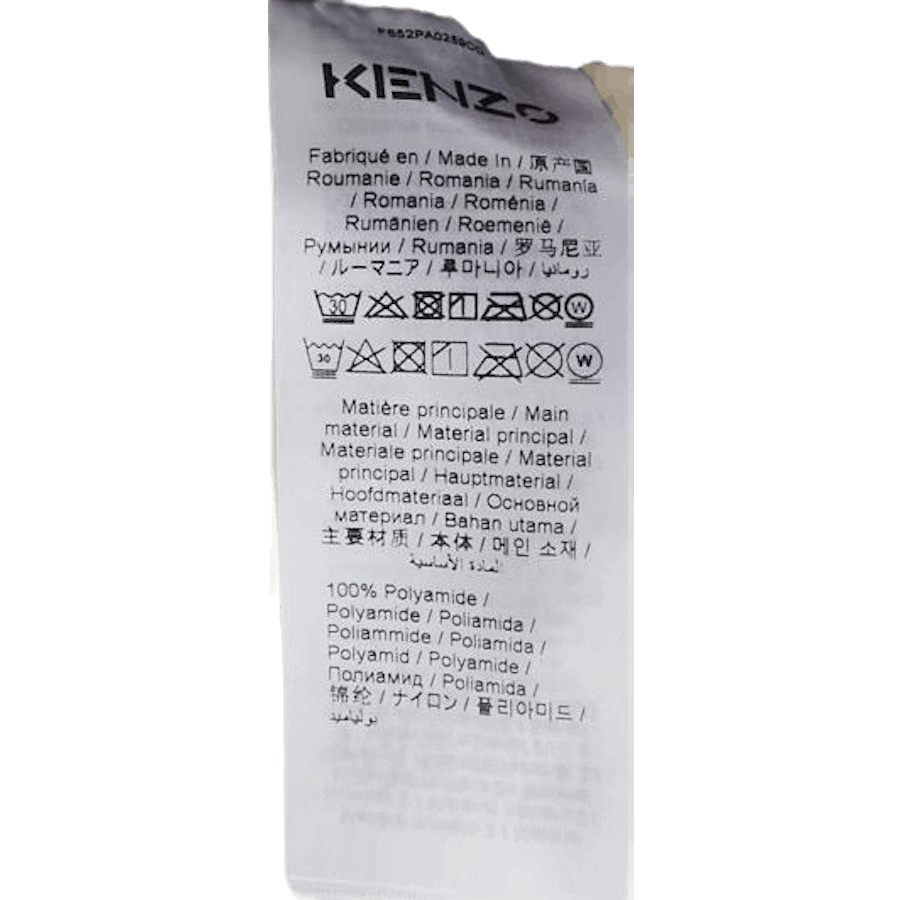 KENZO
Fabriqué en / Made In / 原产国
Roumanie / Romania / Rumanía
/ Romania / Roménia /
Rumänien / Roemenië /
Румынии / Rumania / 罗马尼亚
/ ルーマニア / 루마니아 / رومانيا
30 W
30 W
Matière principale / Main
material / Material principal /
Materiale principale / Material
principal / Hauptmaterial /
Hoofdmateriaal / Основной
материал / Bahan utama /
主要材质 / 本体 / 메인 소재 /
المادة الأساسية
100% Polyamide /
Polyamide / Poliamida /
Poliammide / Poliamida /
Polyamid / Polyamide /
Полиамид / Poliamida /
锦纶 / ナイロン / 폴리아미드 /
بولياميد